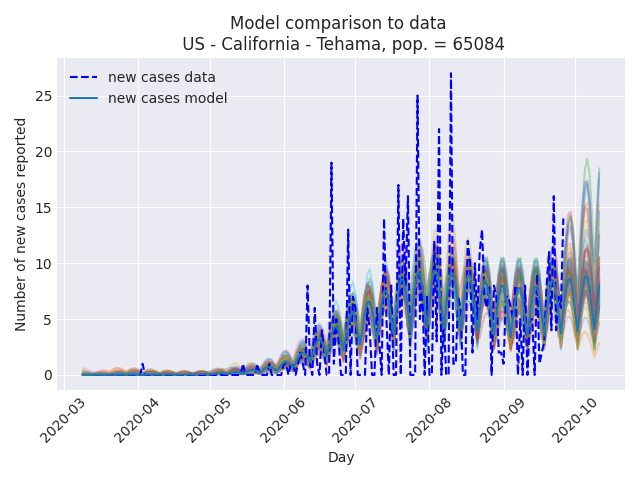 Model comparison to data
US - California - Tehama, pop. = 65084
new cases data
new cases model
Number of new cases reported
25
20
15
10
5
0
2020-03
2020-04
2020-05
2020-06
2020-07
2020-08
2020-09
2020-10
Day